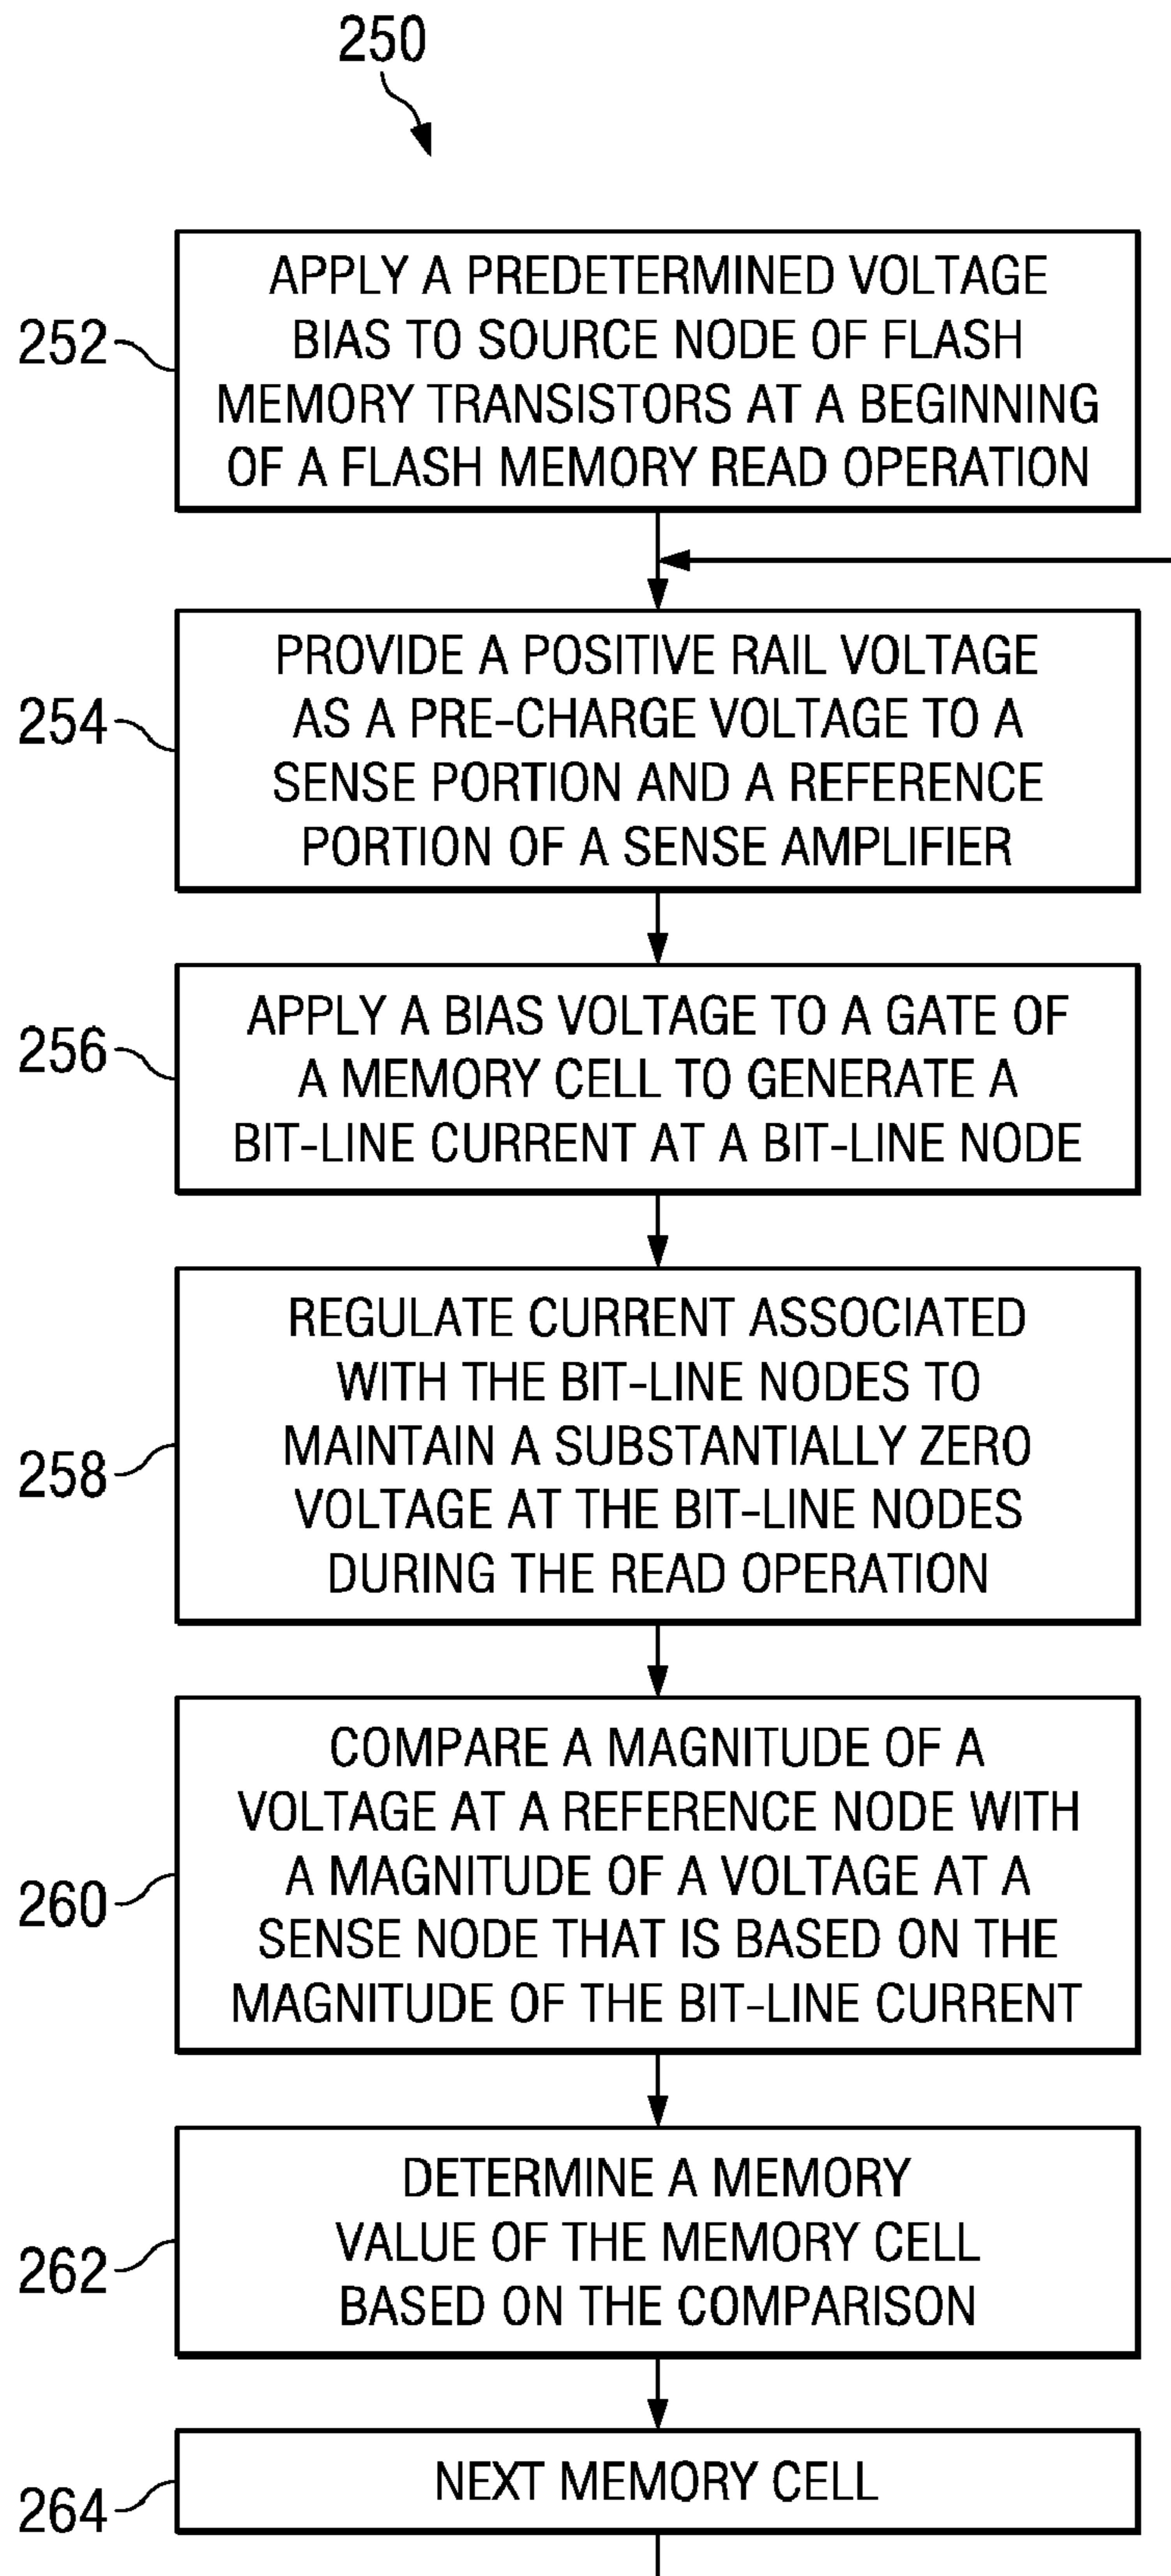 250
252
APPLY A PREDETERMINED VOLTAGE
BIAS TO SOURCE NODE OF FLASH
MEMORY TRANSISTORS AT A BEGINNING
OF A FLASH MEMORY READ OPERATION
254
PROVIDE A POSITIVE RAIL VOLTAGE
AS A PRE-CHARGE VOLTAGE TO A
SENSE PORTION AND A REFERENCE
PORTION OF A SENSE AMPLIFIER
256
APPLY A BIAS VOLTAGE TO A GATE OF
A MEMORY CELL TO GENERATE A
BIT-LINE CURRENT AT A BIT-LINE NODE
258
REGULATE CURRENT ASSOCIATED
WITH THE BIT-LINE NODES TO
MAINTAIN A SUBSTANTIALLY ZERO
VOLTAGE AT THE BIT-LINE NODES
DURING THE READ OPERATION
260
COMPARE A MAGNITUDE OF A
VOLTAGE AT A REFERENCE NODE WITH
A MAGNITUDE OF A VOLTAGE AT A
SENSE NODE THAT IS BASED ON THE
MAGNITUDE OF THE BIT-LINE CURRENT
262
DETERMINE A MEMORY
VALUE OF THE MEMORY CELL
BASED ON THE COMPARISON
264
NEXT MEMORY CELL